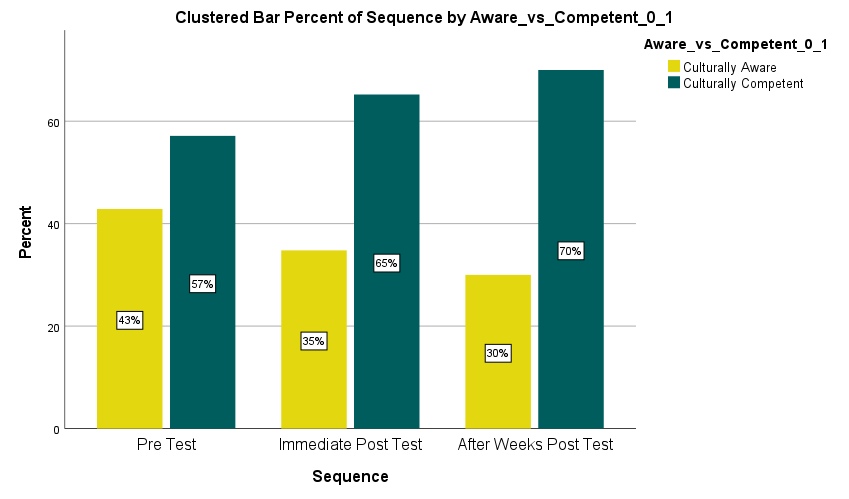 Clustered Bar Percent of Sequence by Aware_vs_Competent_0_1
Aware_vs_Competent_0_1
Culturally Aware
Culturally Competent
Percent
60
40
20
0
43%
57%
35%
65%
30%
70%
Pre Test
Immediate Post Test
After Weeks Post Test
Sequence